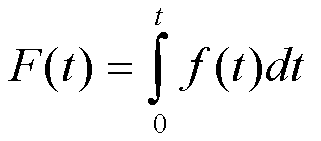 F(t) = ∫₀ᵗ f(t)dt